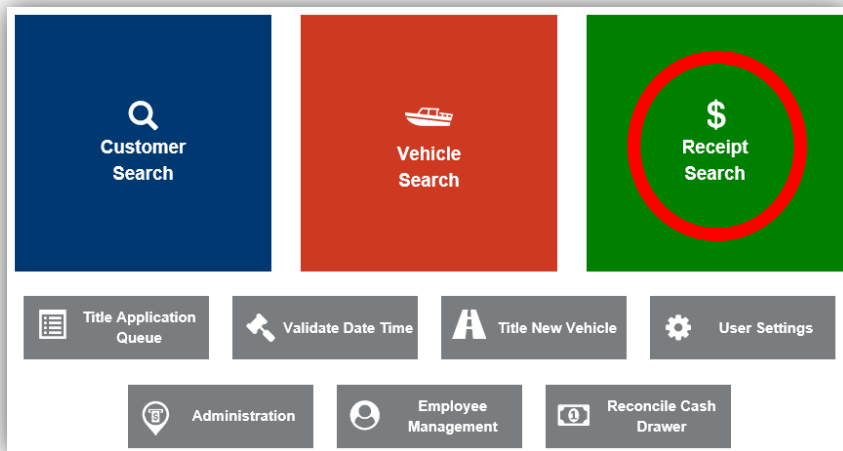 $
Customer
Search
Vehicle
Search
Receipt
Search
Title Application
Queue
Validate Date Time
Title New Vehicle
User Settings
Administration
Employee
Management
Reconcile Cash
Drawer